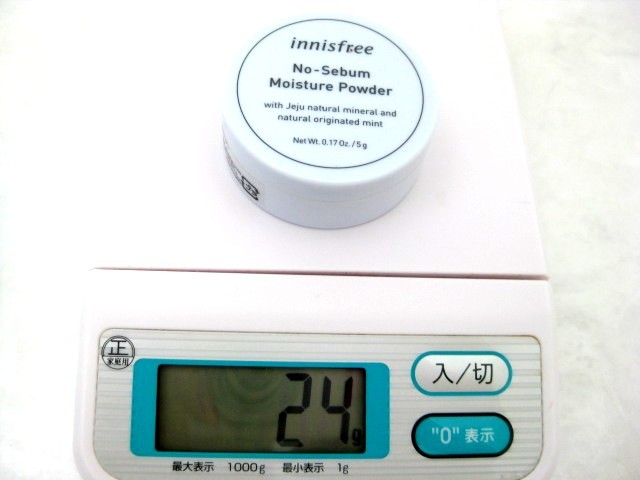 innisfree
No-Sebum
Moisture Powder
with Jeju natural mineral and
natural originated mint
Net Wt. 0.17 Oz. / 5 g
正
家庭用
24g
入/切
"0" 表示
最大表示 1000g 最小表示 1g